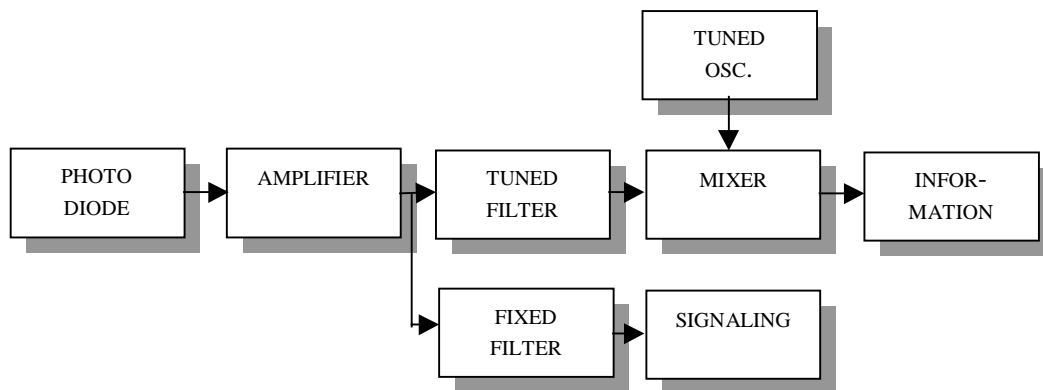 TUNED
OSC.
PHOTO
DIODE
AMPLIFIER
TUNED
FILTER
MIXER
INFOR-
MATION
FIXED
FILTER
SIGNALING